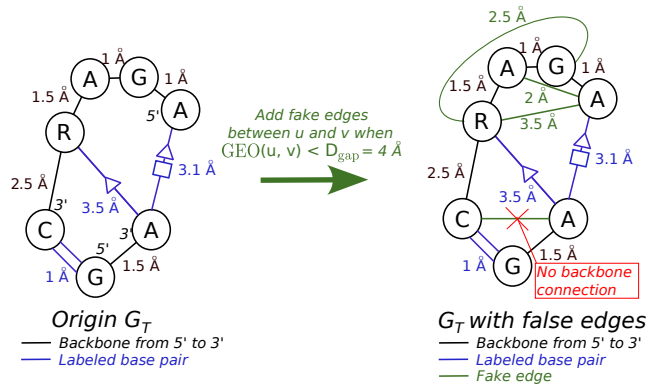 1 Å
A
G
1 Å
1.5 Å
5'
A
R
3.1 Å
2.5 Å
3'
3.5 Å
C
3'
A
5'
1 Å
G
1.5 Å
Origin G_T
Backbone from 5' to 3'
Labeled base pair
Add fake edges
between u and v when
GEO(u, v) < D_gap = 4 Å
2.5 Å
1 Å
A
G
1 Å
1.5 Å
2 Å
A
R
3.5 Å
3.1 Å
2.5 Å
3.5 Å
C
A
1 Å
G
1.5 Å
No backbone
connection
G_T with false edges
Backbone from 5' to 3'
Labeled base pair
Fake edge